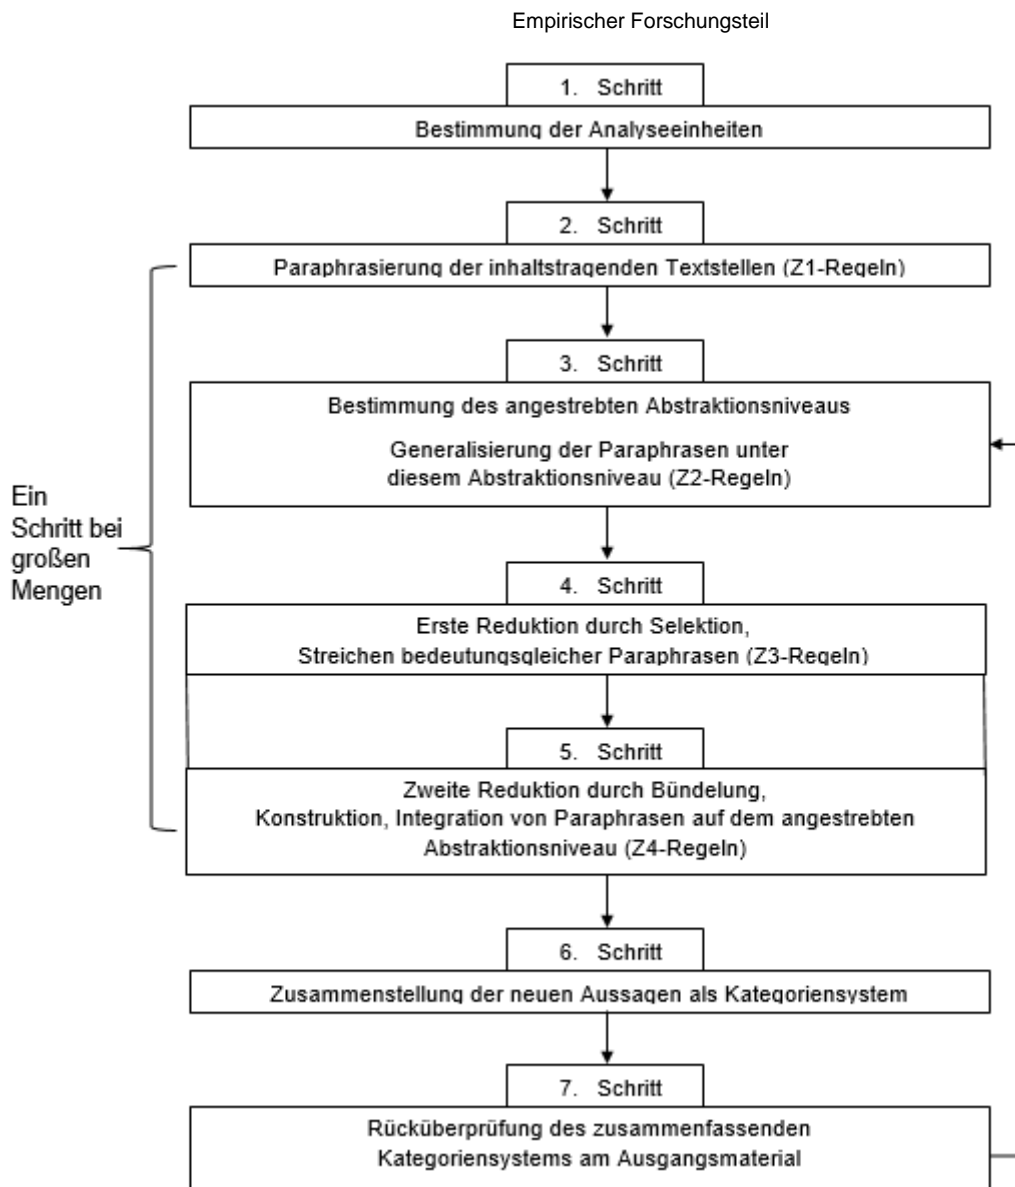 Empirischer Forschungsteil
1. Schritt
Bestimmung der Analyseeinheiten
2. Schritt
Paraphrasierung der inhaltstragenden Textstellen (Z1-Regeln)
3. Schritt
Bestimmung des angestrebten Abstraktionsniveaus
Generalisierung der Paraphrasen unter
diesem Abstraktionsniveau (Z2-Regeln)
Ein
Schritt bei
großen
Mengen
4. Schritt
Erste Reduktion durch Selektion,
Streichen bedeutungsgleicher Paraphrasen (Z3-Regeln)
5. Schritt
Zweite Reduktion durch Bündelung,
Konstruktion, Integration von Paraphrasen auf dem angestrebten
Abstraktionsniveau (Z4-Regeln)
6. Schritt
Zusammenstellung der neuen Aussagen als Kategoriensystem
7. Schritt
Rücküberprüfung des zusammenfassenden
Kategoriensystems am Ausgangsmaterial